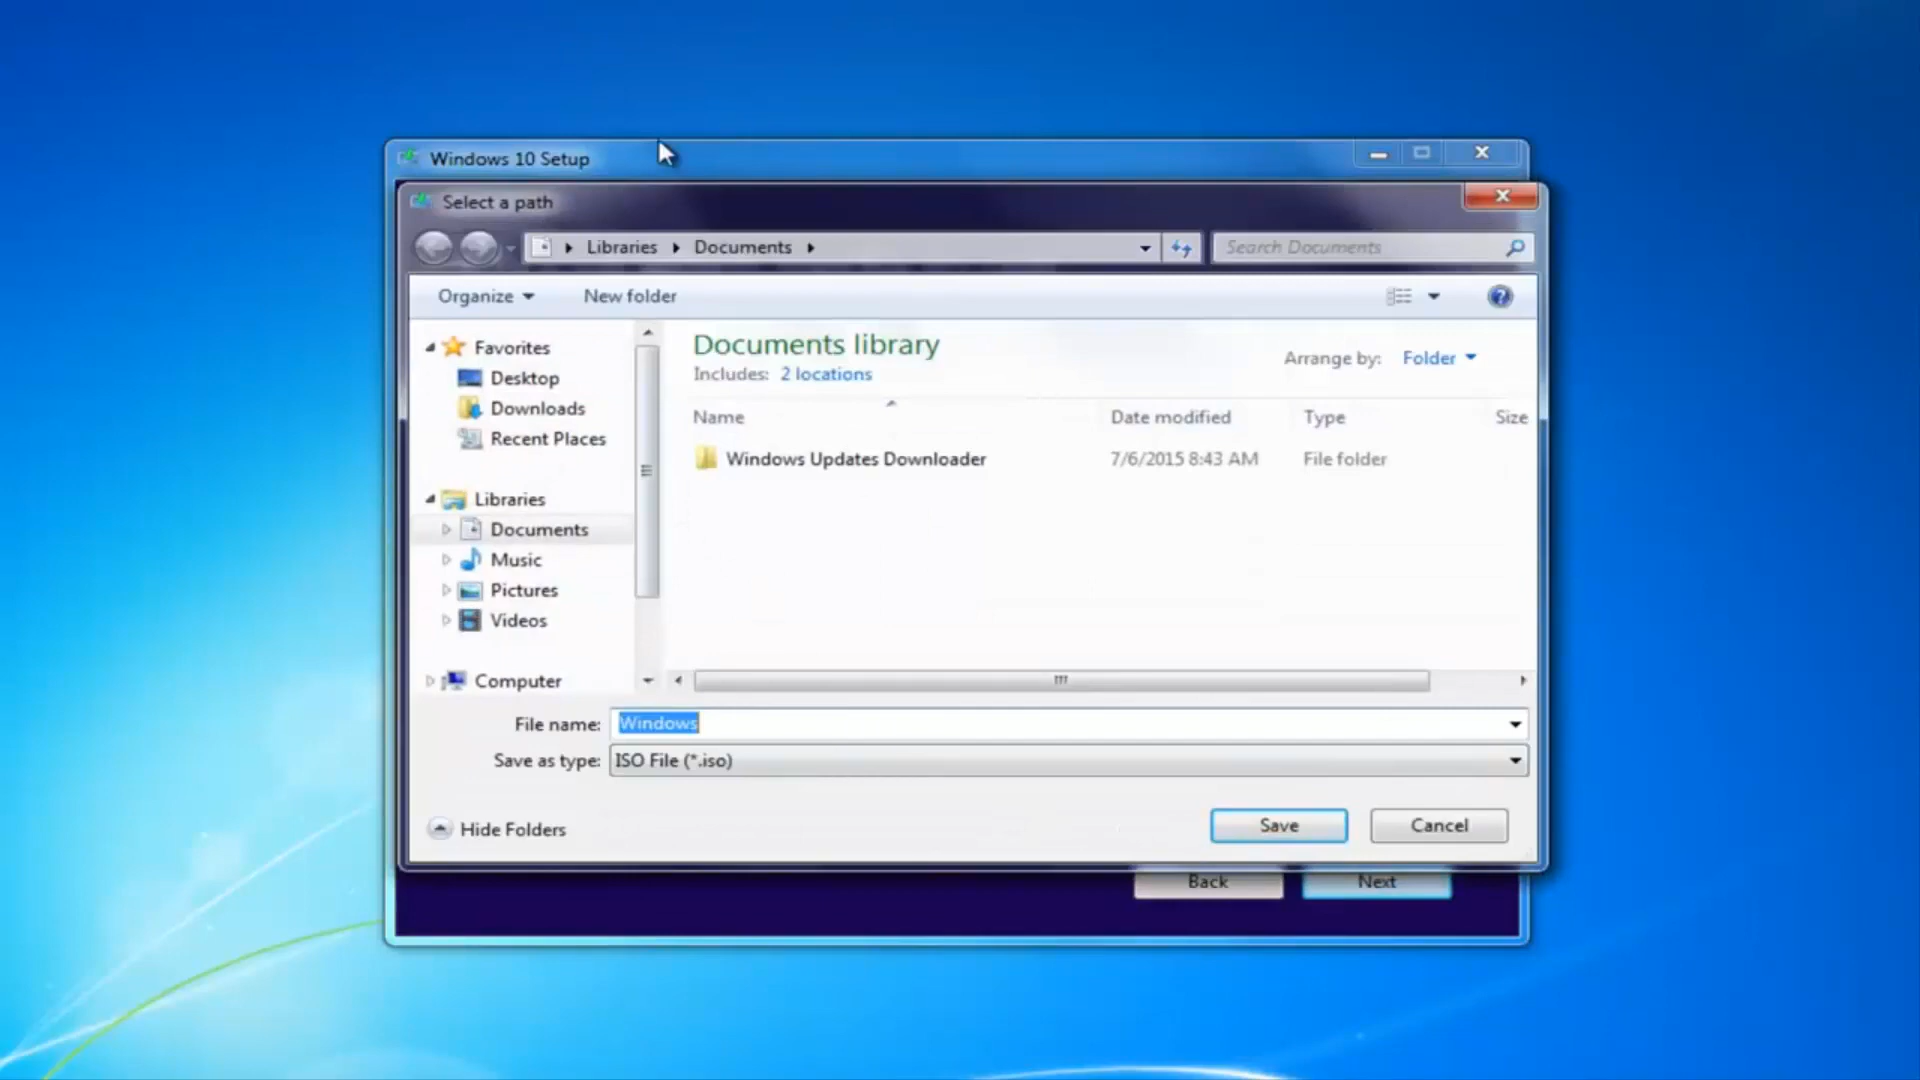 Windows 10 Setup
Select a path
Libraries Documents
Search Documents
Organize New folder
Favorites
Desktop
Downloads
Recent Places
Libraries
Documents
Music
Pictures
Videos
Computer
Documents library
Includes: 2 locations
Arrange by: Folder
Name Date modified Type Size
Windows Updates Downloader 7/6/2015 8:43 AM File folder
File name: Windows
Save as type: ISO File (*.iso)
Hide Folders Save Cancel
Back Next